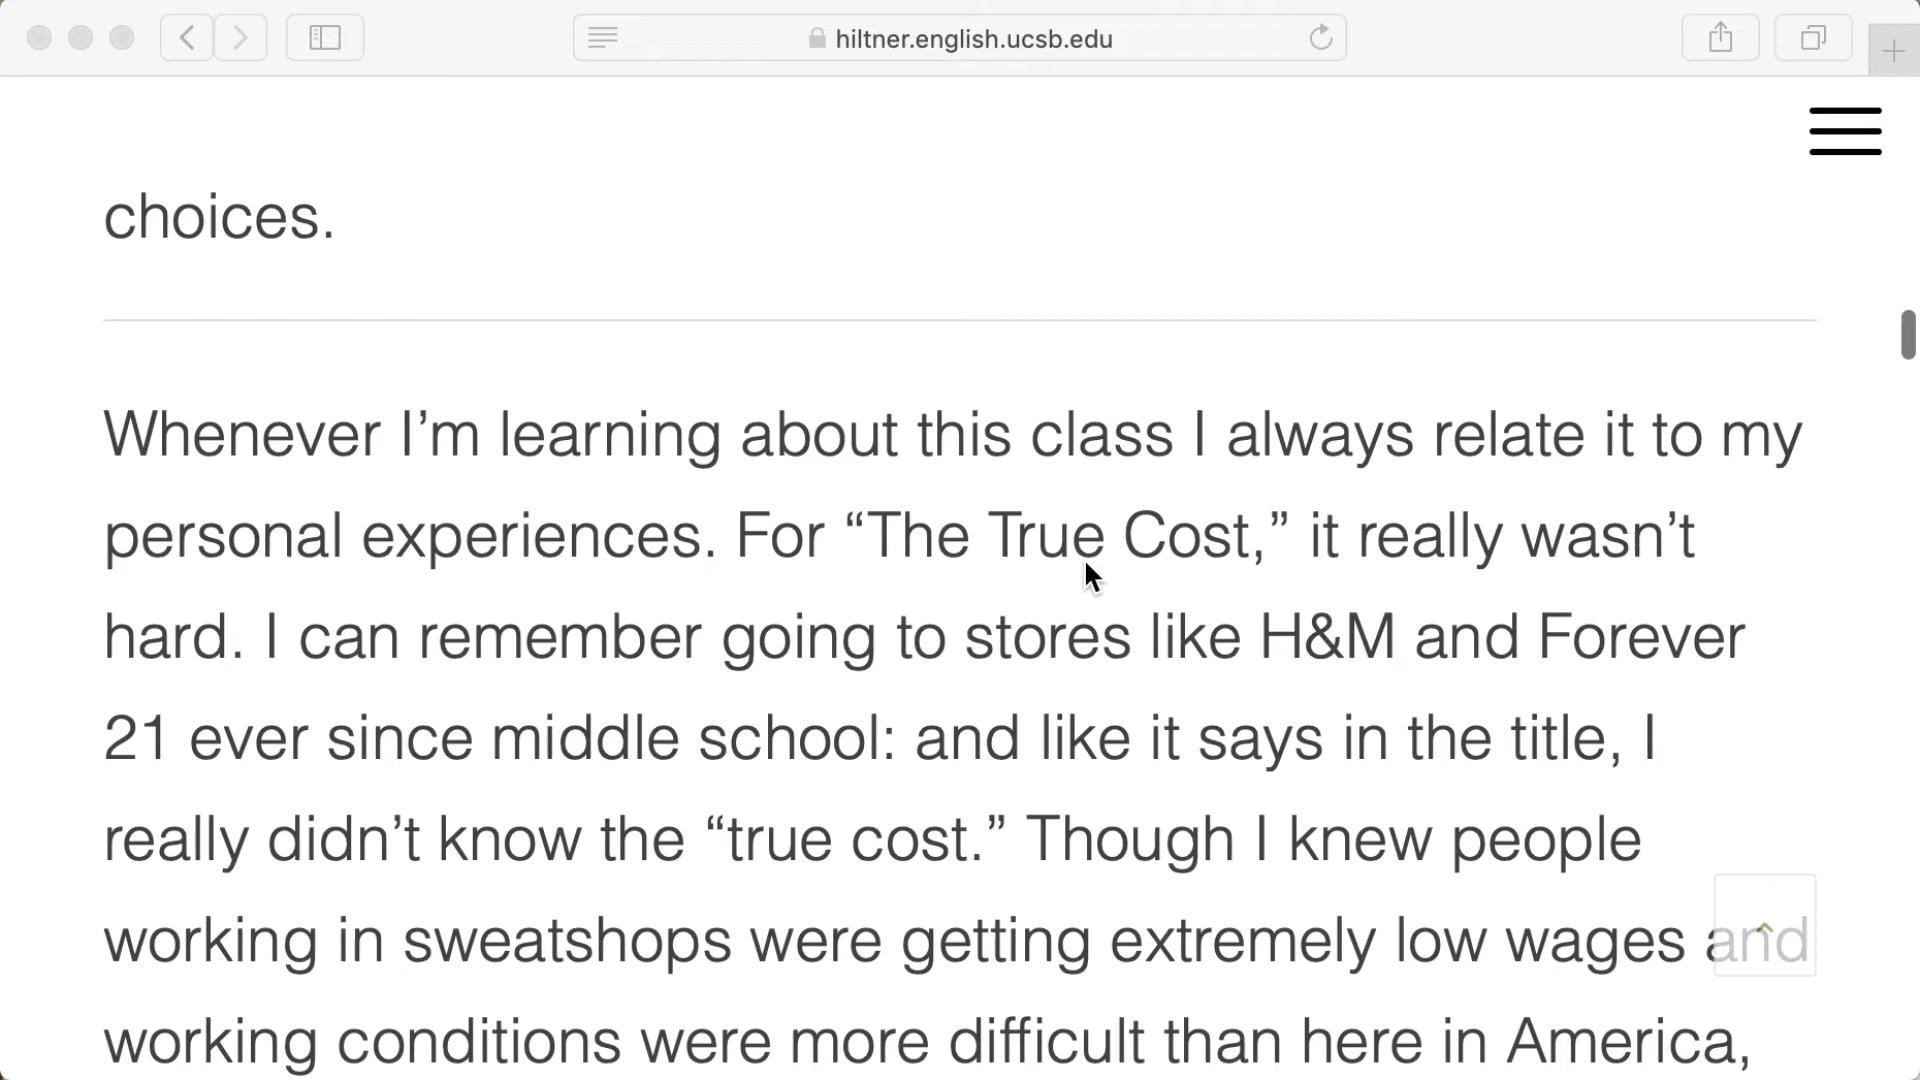 hiltner.english.ucsb.edu
choices.
Whenever I’m learning about this class I always relate it to my
personal experiences. For “The True Cost,” it really wasn’t
hard. I can remember going to stores like H&M and Forever
21 ever since middle school: and like it says in the title, I
really didn’t know the “true cost.” Though I knew people
working in sweatshops were getting extremely low wages and
working conditions were more difficult than here in America,